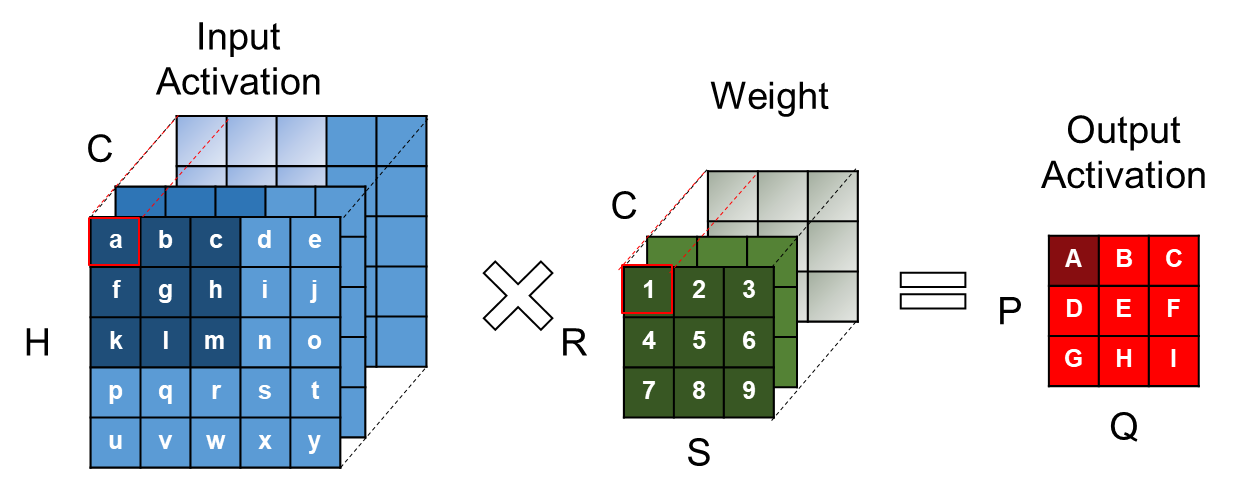 Input
Activation
C
a b c d e
f g h i j
k l m n o
p q r s t
u v w x y
H
Weight
C
1 2 3
4 5 6
7 8 9
R
S
Output
Activation
A B C
D E F
G H I
P
Q